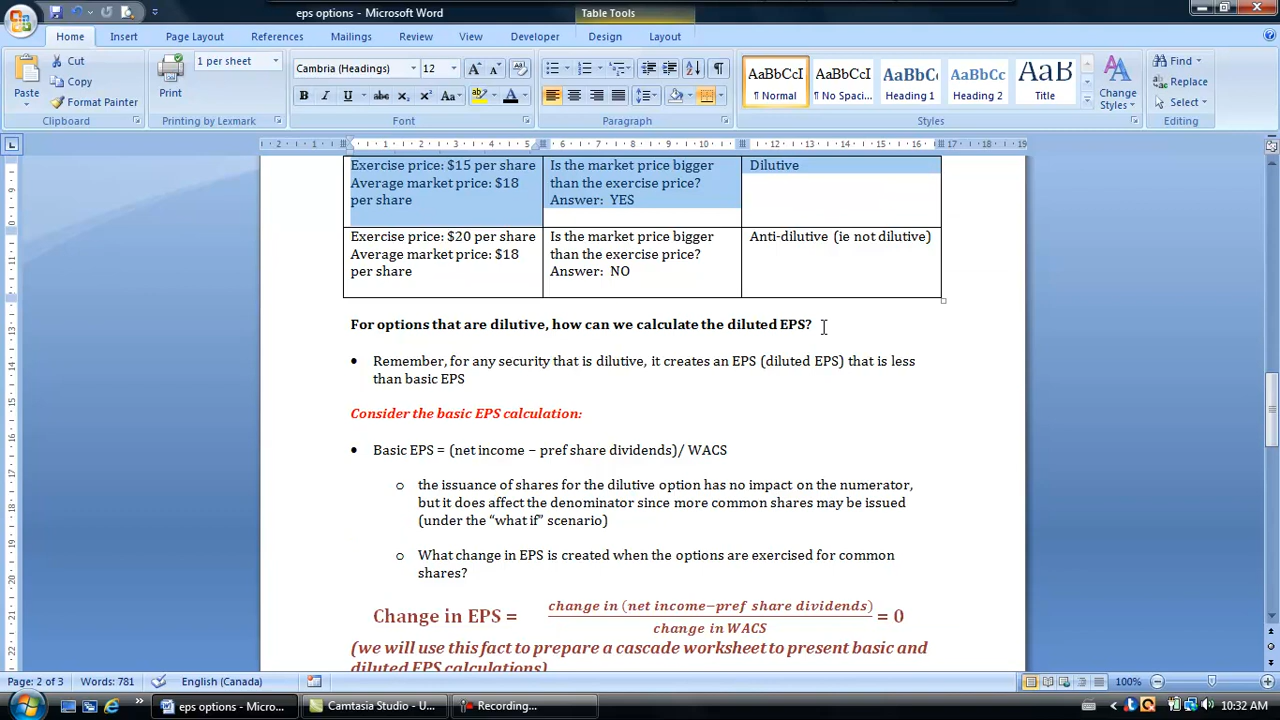 eps options - Microsoft Word
Table Tools
Home Insert Page Layout References Mailings Review View Developer Design Layout
Paste
Cut
Copy
Format Painter
Clipboard
Print
1 per sheet
Printing by Lexmark
Cambria (Headings) 12
Font
Paragraph
AaBbCcI
¶ Normal
AaBbCcI
¶ No Spaci...
AaBbCc
Heading 1
AaBbCc
Heading 2
AaB
Title
Change
Styles
Styles
Find
Replace
Select
Editing
Exercise price: $15 per share
Average market price: $18
per share
Is the market price bigger
than the exercise price?
Answer: YES
Dilutive
Exercise price: $20 per share
Average market price: $18
per share
Is the market price bigger
than the exercise price?
Answer: NO
Anti-dilutive (ie not dilutive)
For options that are dilutive, how can we calculate the diluted EPS?
• Remember, for any security that is dilutive, it creates an EPS (diluted EPS) that is less
than basic EPS
Consider the basic EPS calculation:
• Basic EPS = (net income – pref share dividends)/ WACS
o the issuance of shares for the dilutive option has no impact on the numerator,
but it does affect the denominator since more common shares may be issued
(under the “what if” scenario)
o What change in EPS is created when the options are exercised for common
shares?
Change in EPS = change in (net income−pref share dividends) / change in WACS = 0
(we will use this fact to prepare a cascade worksheet to present basic and
diluted EPS calculations)
Page: 2 of 3 Words: 781 English (Canada) 100%
eps options - Micro... Camtasia Studio - U... Recording... 10:32 AM